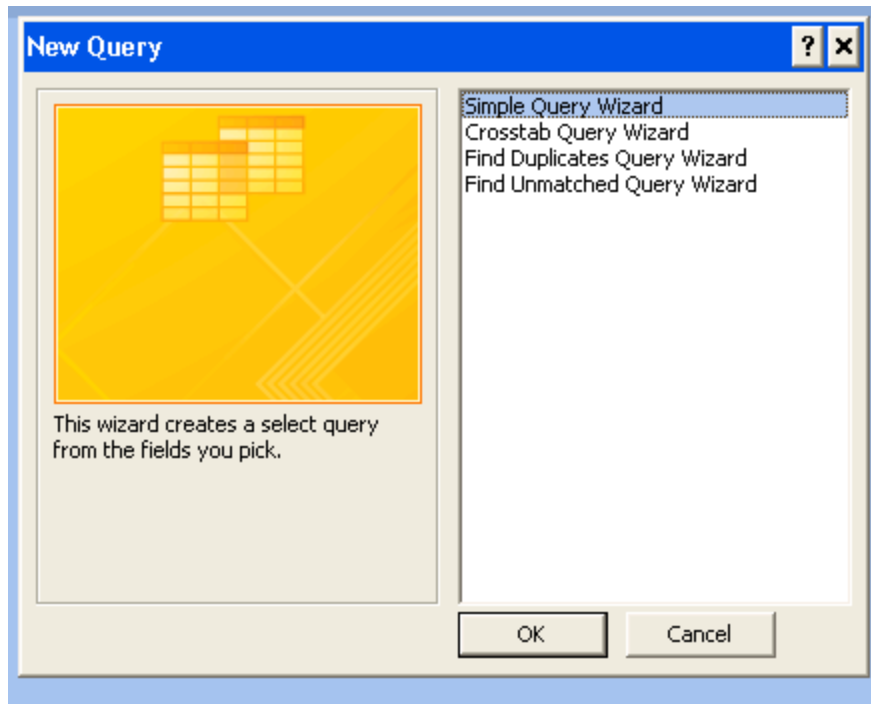 New Query
Simple Query Wizard
Crosstab Query Wizard
Find Duplicates Query Wizard
Find Unmatched Query Wizard
This wizard creates a select query
from the fields you pick.
OK
Cancel